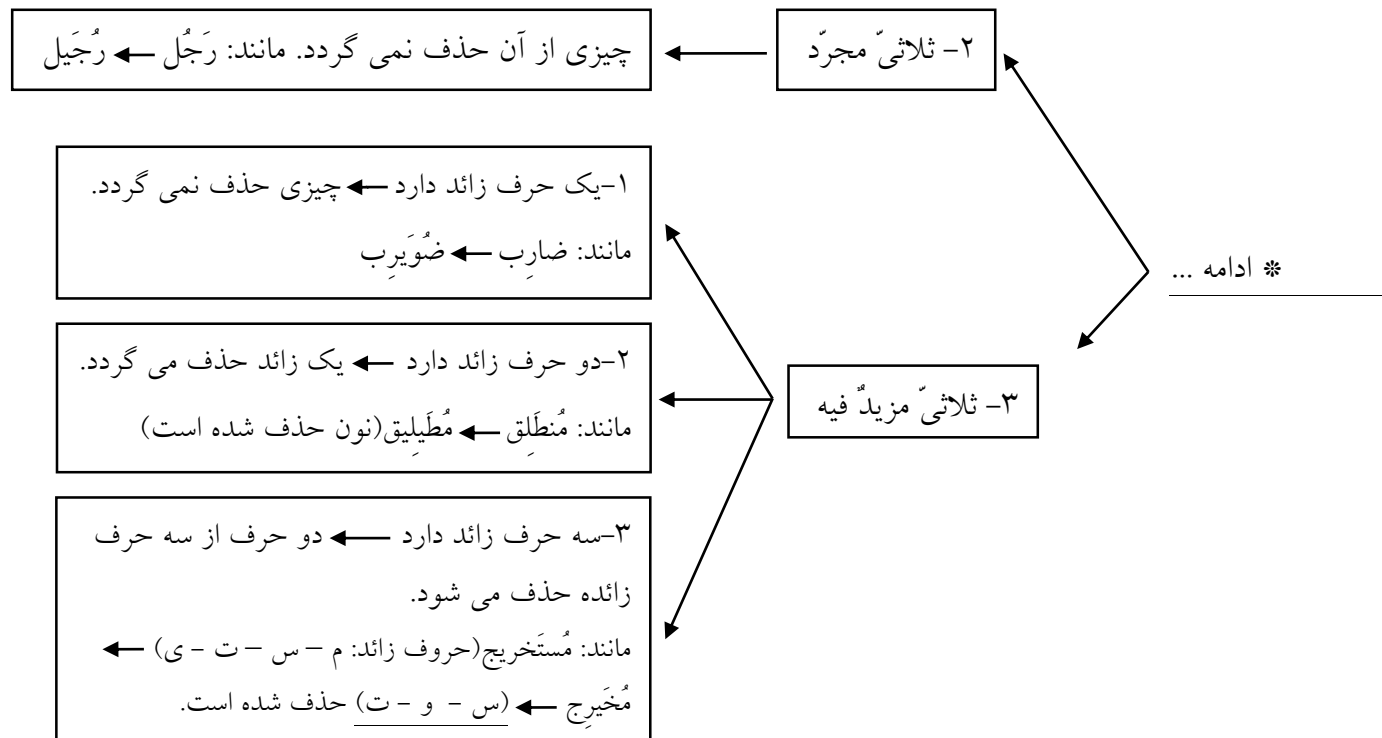 * ادامه ...
۲- ثلاثیّ مجرّد
چیزی از آن حذف نمی گردد. مانند: رَجُل ← رُجَیل
۳- ثلاثیّ مزیدٌ فیه
۱-یک حرف زائد دارد ← چیزی حذف نمی گردد.
مانند: ضارِب ← ضُوَیرِب
۲-دو حرف زائد دارد ← یک زائد حذف می گردد.
مانند: مُنطَلِق ← مُطَیلِیق(نون حذف شده است)
۳-سه حرف زائد دارد ← دو حرف از سه حرف
زائده حذف می شود.
مانند: مُستَخریج(حروف زائد: م – س – ت - ی) ←
مُخَیرِج ← (س - و - ت) حذف شده است.